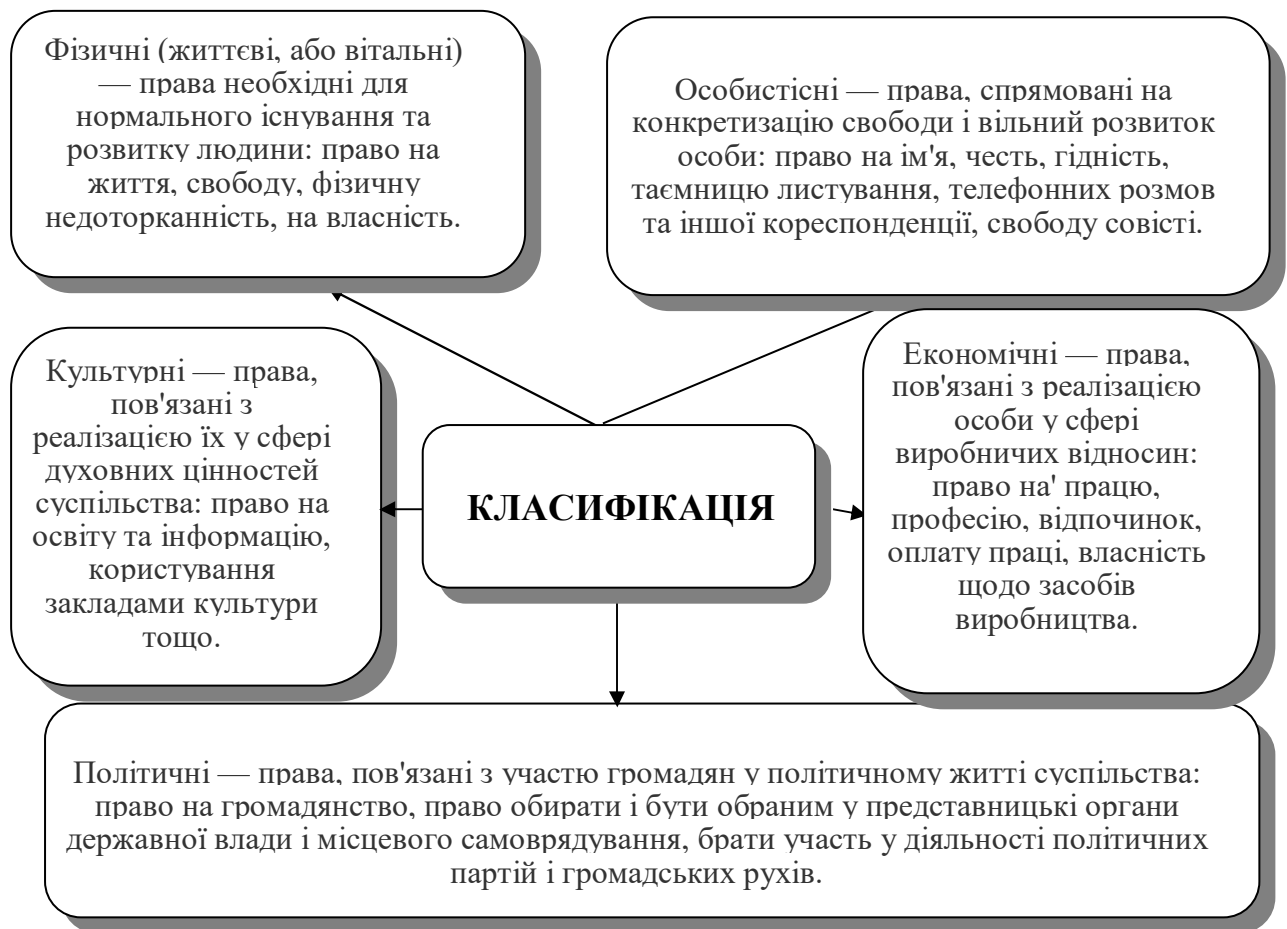 Фізичні (життєві, або вітальні)
— права необхідні для
нормального існування та
розвитку людини: право на
життя, свободу, фізичну
недоторканність, на власність.
Особистісні — права, спрямовані на
конкретизацію свободи і вільний розвиток
особи: право на ім'я, честь, гідність,
таємницю листування, телефонних розмов
та іншої кореспонденції, свободу совісті.
Культурні — права,
пов'язані з
реалізацією їх у сфері
духовних цінностей
суспільства: право на
освіту та інформацію,
користування
закладами культури
тощо.
КЛАСИФІКАЦІЯ
Економічні — права,
пов'язані з реалізацією
особи у сфері
виробничих відносин:
право на' працю,
професію, відпочинок,
оплату праці, власність
щодо засобів
виробництва.
Політичні — права, пов'язані з участю громадян у політичному житті суспільства:
право на громадянство, право обирати і бути обраним у представницькі органи
державної влади і місцевого самоврядування, брати участь у діяльності політичних
партій і громадських рухів.